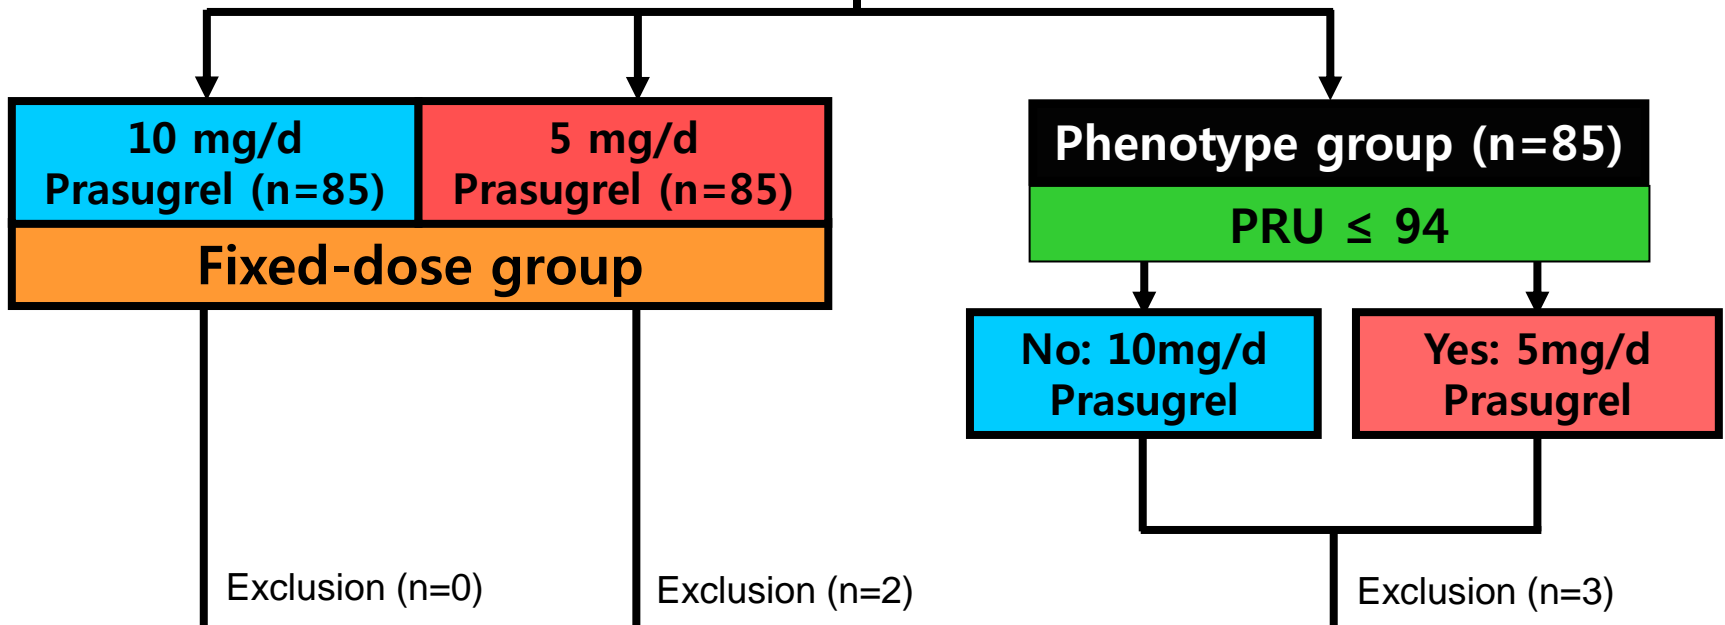 10 mg/d
Prasugrel (n=85)
5 mg/d
Prasugrel (n=85)
Fixed-dose group
Phenotype group (n=85)
PRU ≤ 94
No: 10mg/d
Prasugrel
Yes: 5mg/d
Prasugrel
Exclusion (n=0)
Exclusion (n=2)
Exclusion (n=3)